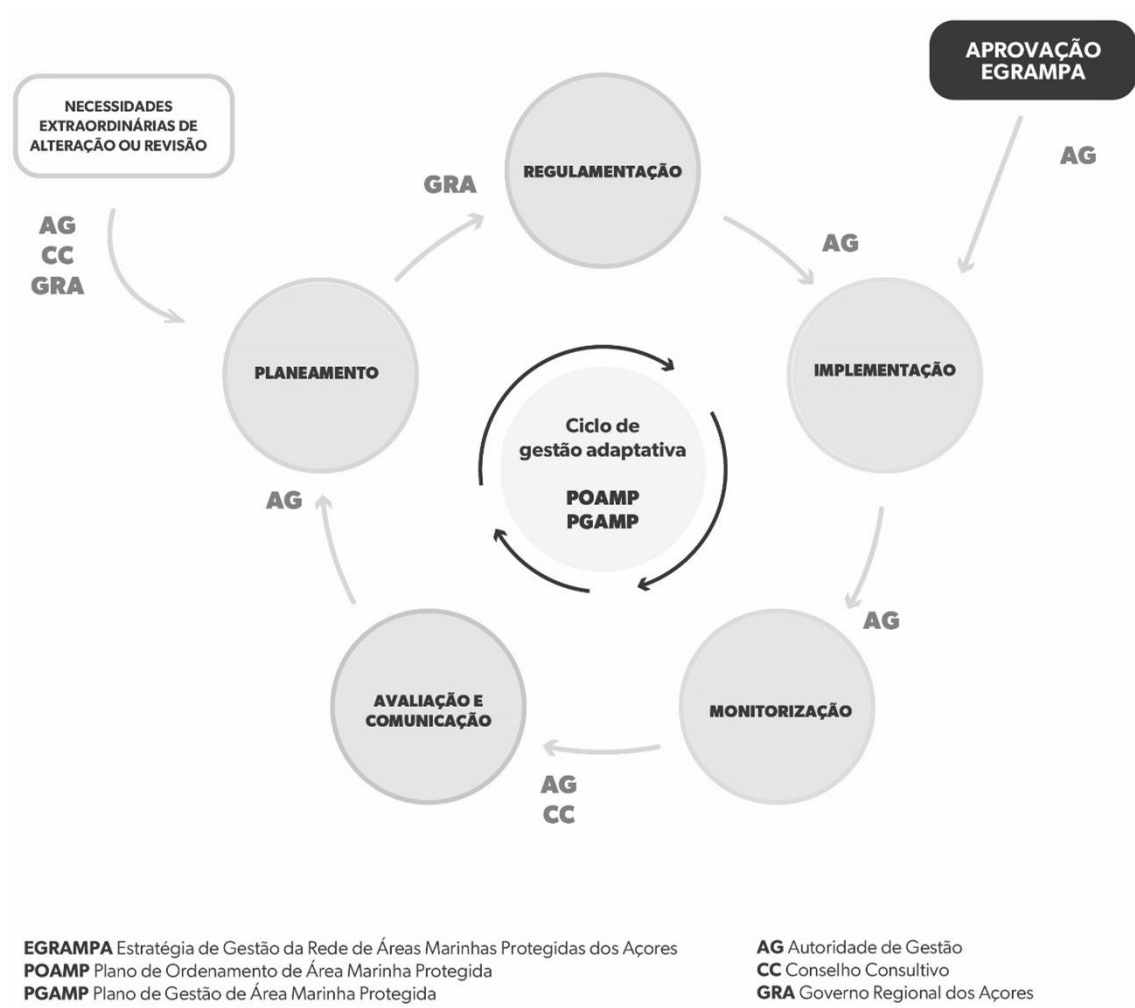 APROVAÇÃO
EGRAMPA
NECESSIDADES
EXTRAORDINÁRIAS DE
ALTERAÇÃO OU REVISÃO
AG
REGULAMENTAÇÃO
GRA
AG
CC
GRA
AG
PLANEAMENTO
IMPLEMENTAÇÃO
Ciclo de
gestão adaptativa
POAMP
PGAMP
AG
AG
AVALIAÇÃO E
COMUNICAÇÃO
MONITORIZAÇÃO
AG
CC
EGRAMPA Estratégia de Gestão da Rede de Áreas Marinhas Protegidas dos Açores
POAMP Plano de Ordenamento de Área Marinha Protegida
PGAMP Plano de Gestão de Área Marinha Protegida
AG Autoridade de Gestão
CC Conselho Consultivo
GRA Governo Regional dos Açores